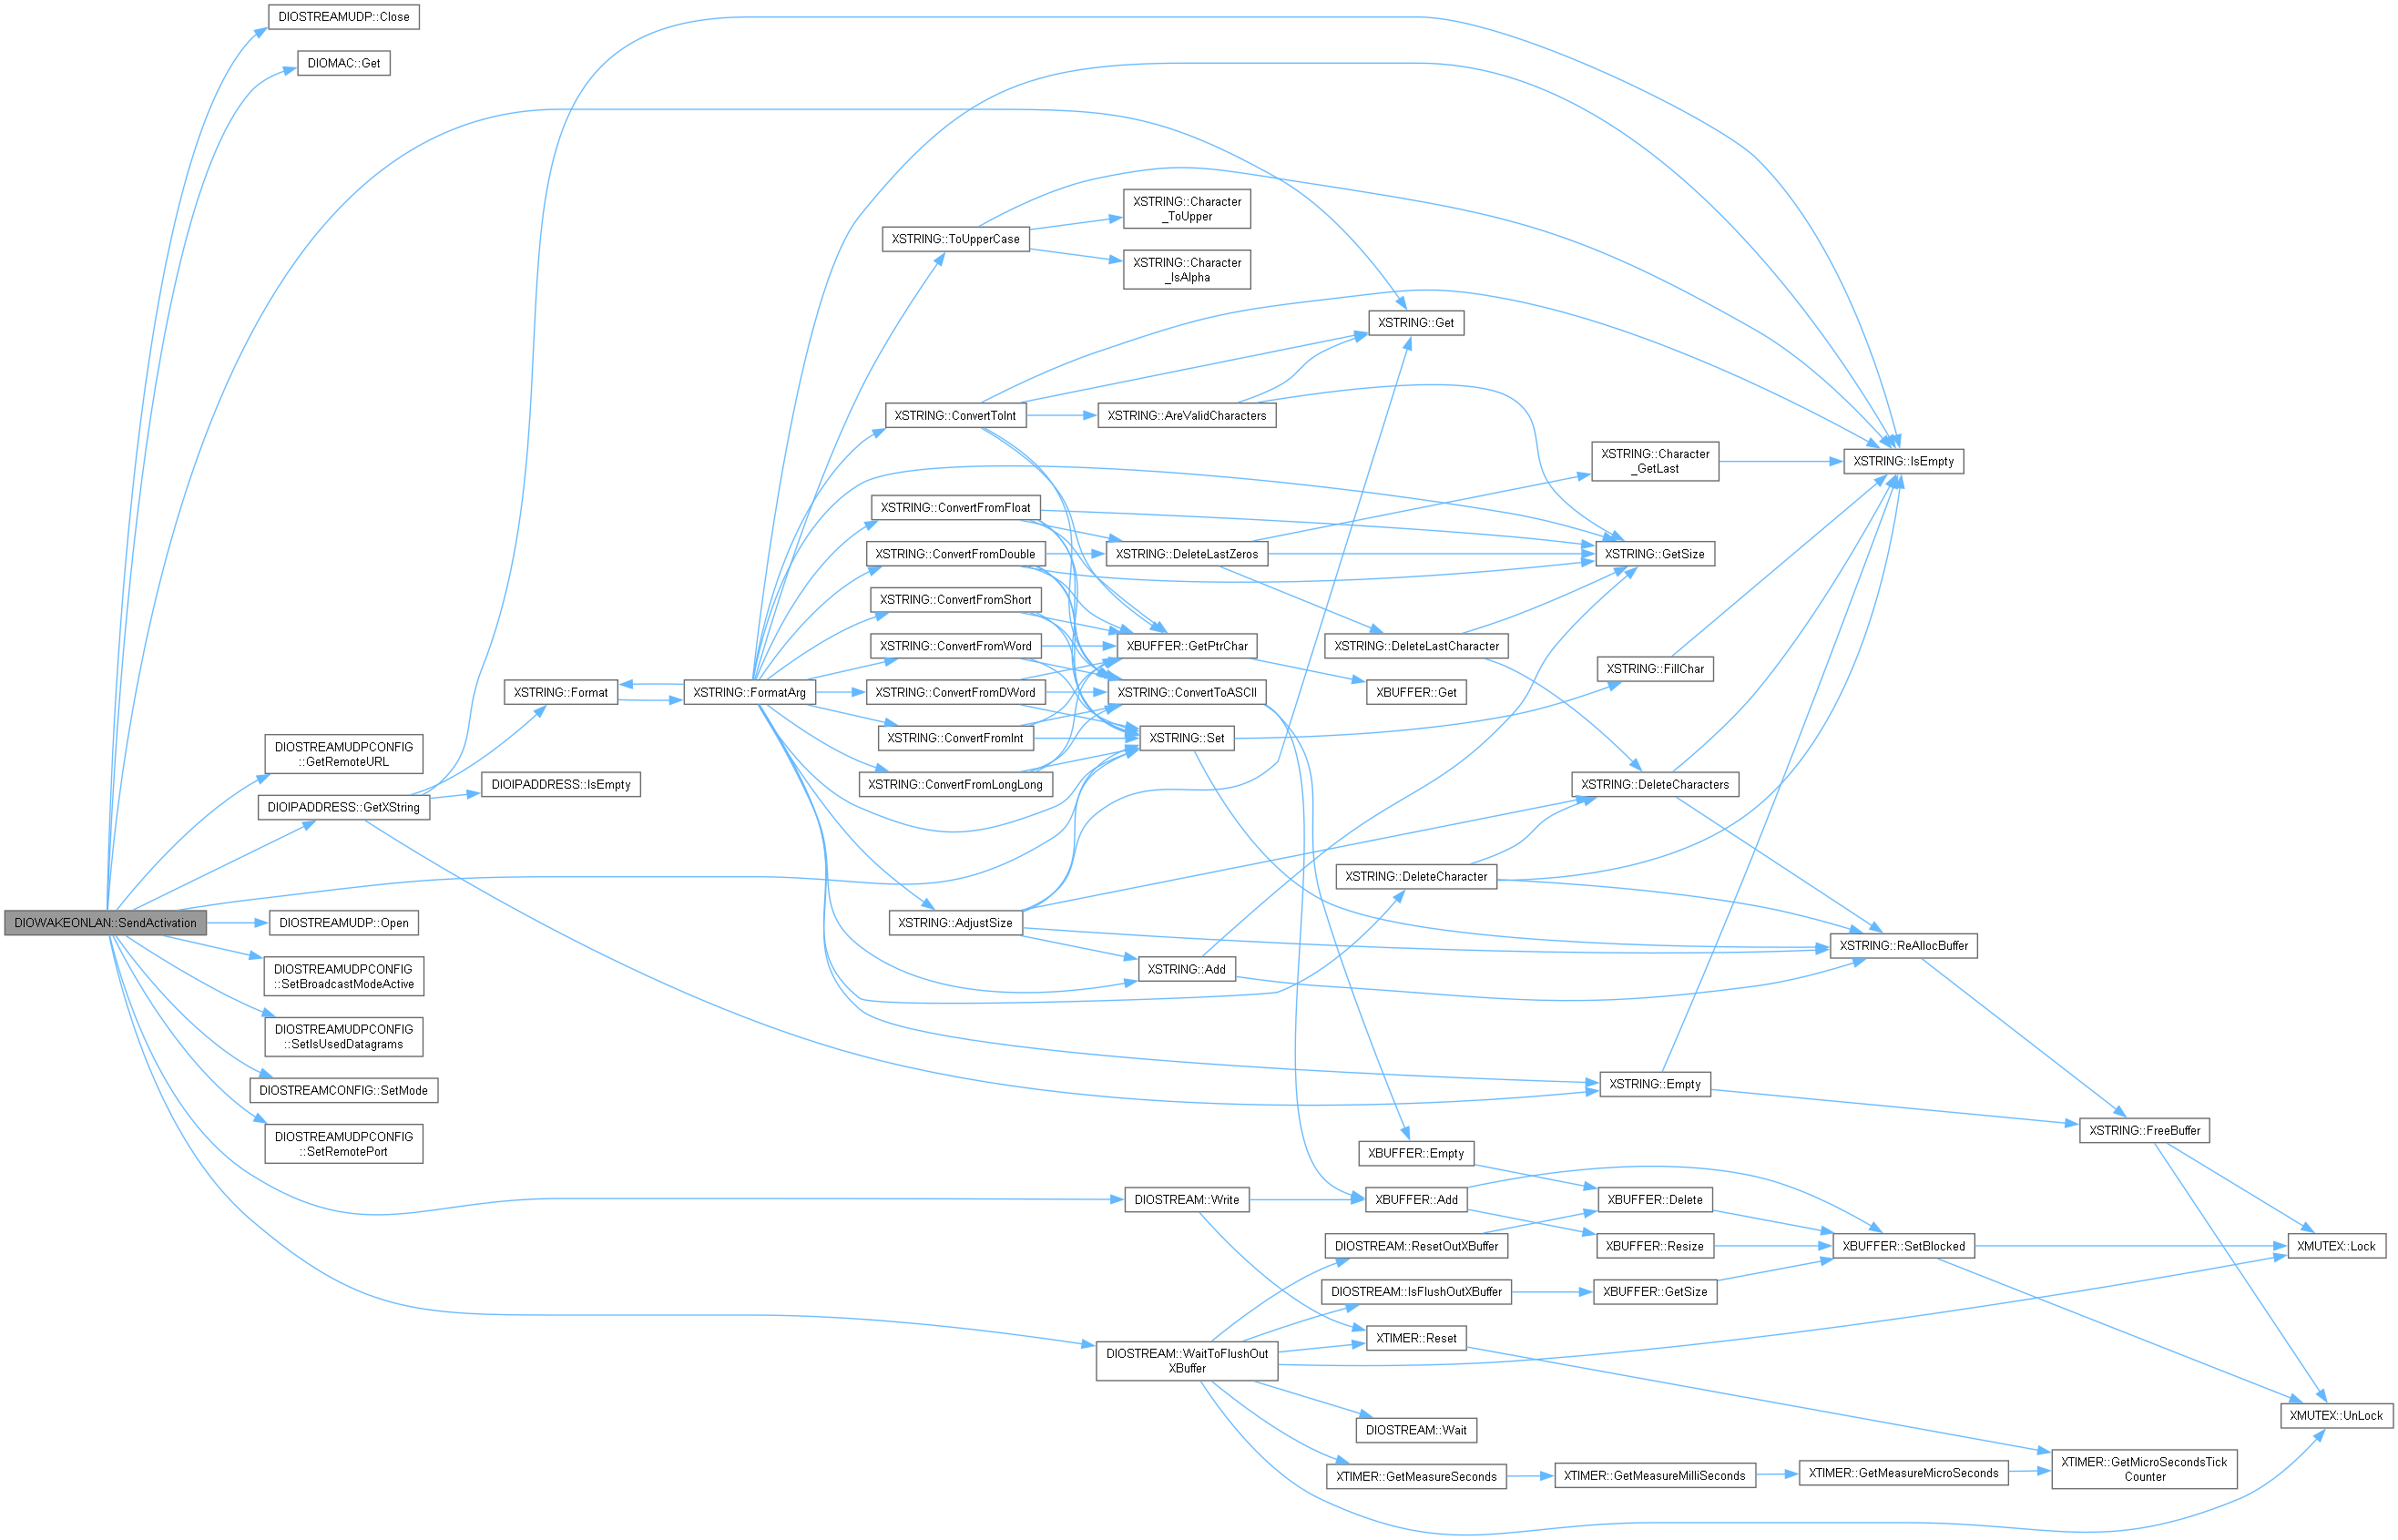 DIOSTREAMUDP::Close
DIOMAC::Get
XSTRING::Character
_ToUpper
XSTRING::ToUpperCase
XSTRING::Character
_IsAlpha
XSTRING::Get
XSTRING::ConvertToInt
XSTRING::AreValidCharacters
XSTRING::Character
_GetLast
XSTRING::IsEmpty
XSTRING::ConvertFromFloat
XSTRING::ConvertFromDouble
XSTRING::DeleteLastZeros
XSTRING::GetSize
XSTRING::ConvertFromShort
XSTRING::ConvertFromWord
XBUFFER::GetPtrChar
XSTRING::DeleteLastCharacter
XSTRING::FillChar
XSTRING::Format
XSTRING::FormatArg
XSTRING::ConvertFromDWord
XSTRING::ConvertToASCII
XBUFFER::Get
XSTRING::ConvertFromInt
XSTRING::Set
DIOSTREAMUDPCONFIG
::GetRemoteURL
DIOIPADDRESS::IsEmpty
XSTRING::ConvertFromLongLong
XSTRING::DeleteCharacters
DIOIPADDRESS::GetXString
XSTRING::DeleteCharacter
DIOWAKEONLAN::SendActivation
DIOSTREAMUDP::Open
XSTRING::AdjustSize
XSTRING::ReAllocBuffer
DIOSTREAMUDPCONFIG
::SetBroadcastModeActive
XSTRING::Add
DIOSTREAMUDPCONFIG
::SetIsUsedDatagrams
DIOSTREAMCONFIG::SetMode
XSTRING::Empty
DIOSTREAMUDPCONFIG
::SetRemotePort
XSTRING::FreeBuffer
XBUFFER::Empty
DIOSTREAM::Write
XBUFFER::Add
XBUFFER::Delete
DIOSTREAM::ResetOutXBuffer
XBUFFER::Resize
XBUFFER::SetBlocked
XMUTEX::Lock
DIOSTREAM::IsFlushOutXBuffer
XBUFFER::GetSize
XTIMER::Reset
DIOSTREAM::WaitToFlushOut
XBuffer
DIOSTREAM::Wait
XMUTEX::UnLock
XTIMER::GetMeasureSeconds
XTIMER::GetMeasureMilliSeconds
XTIMER::GetMeasureMicroSeconds
XTIMER::GetMicroSecondsTick
Counter